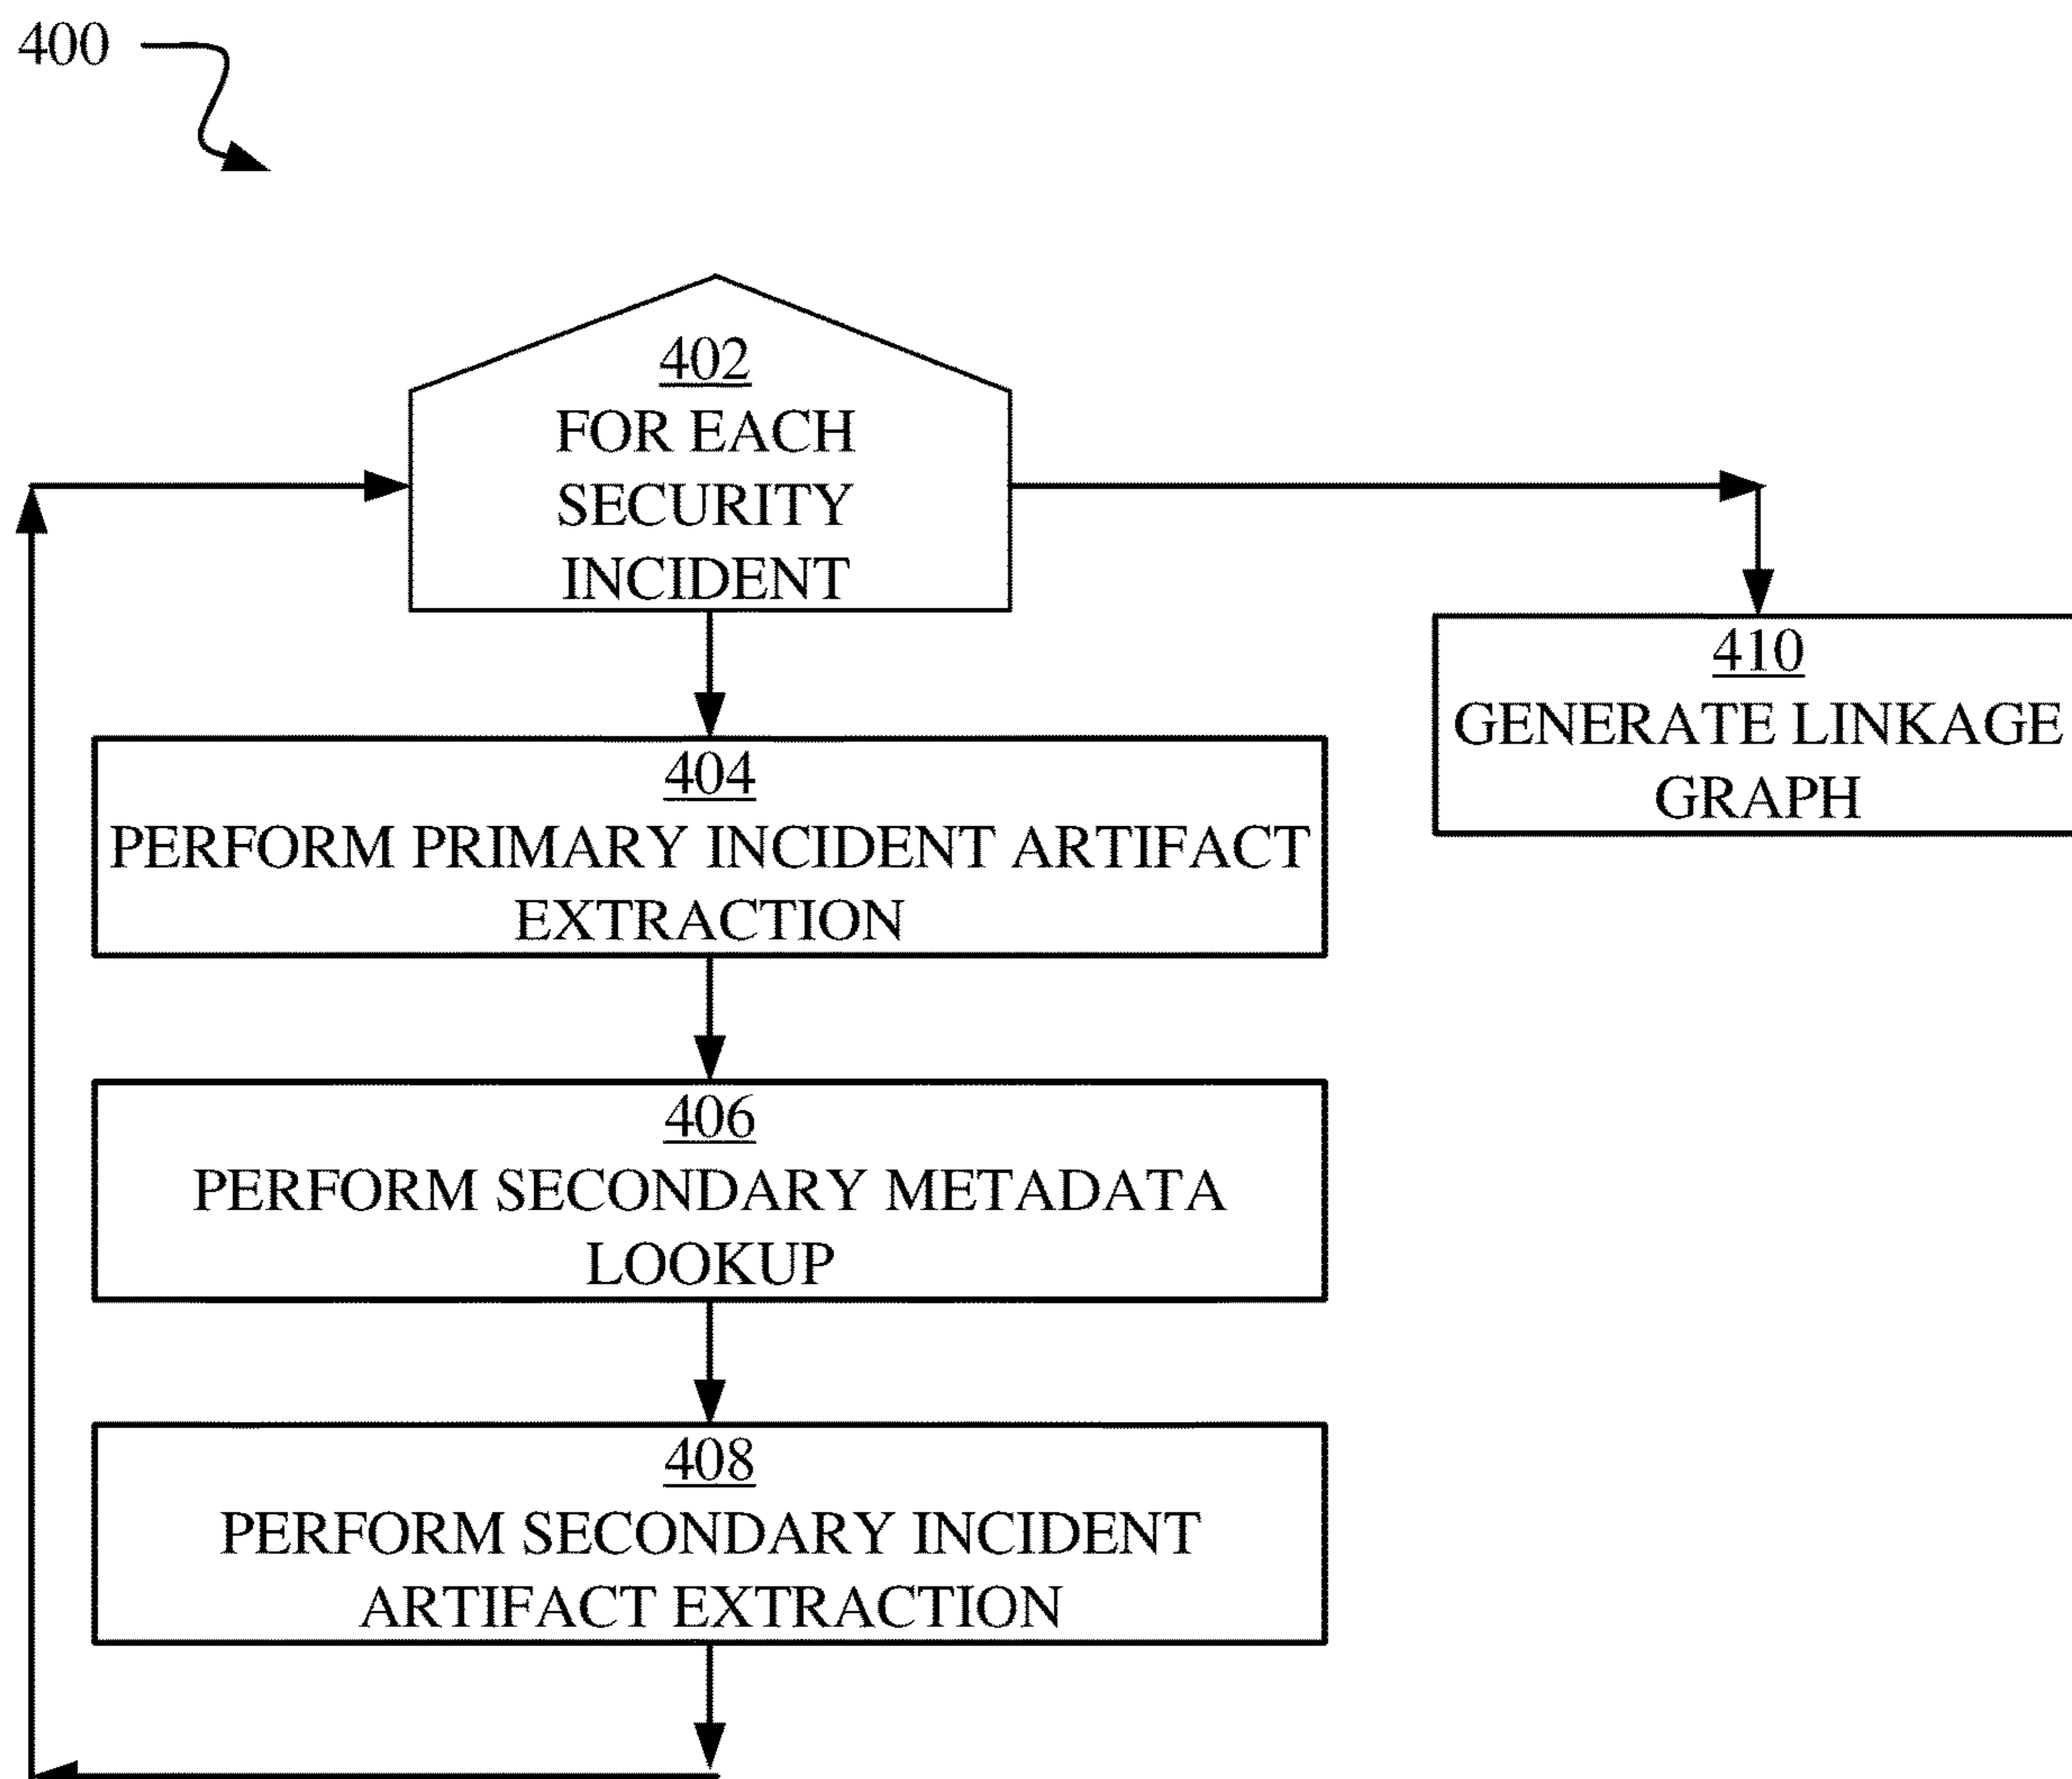 400
402
FOR EACH
SECURITY
INCIDENT
404
PERFORM PRIMARY INCIDENT ARTIFACT
EXTRACTION
406
PERFORM SECONDARY METADATA
LOOKUP
408
PERFORM SECONDARY INCIDENT
ARTIFACT EXTRACTION
410
GENERATE LINKAGE
GRAPH